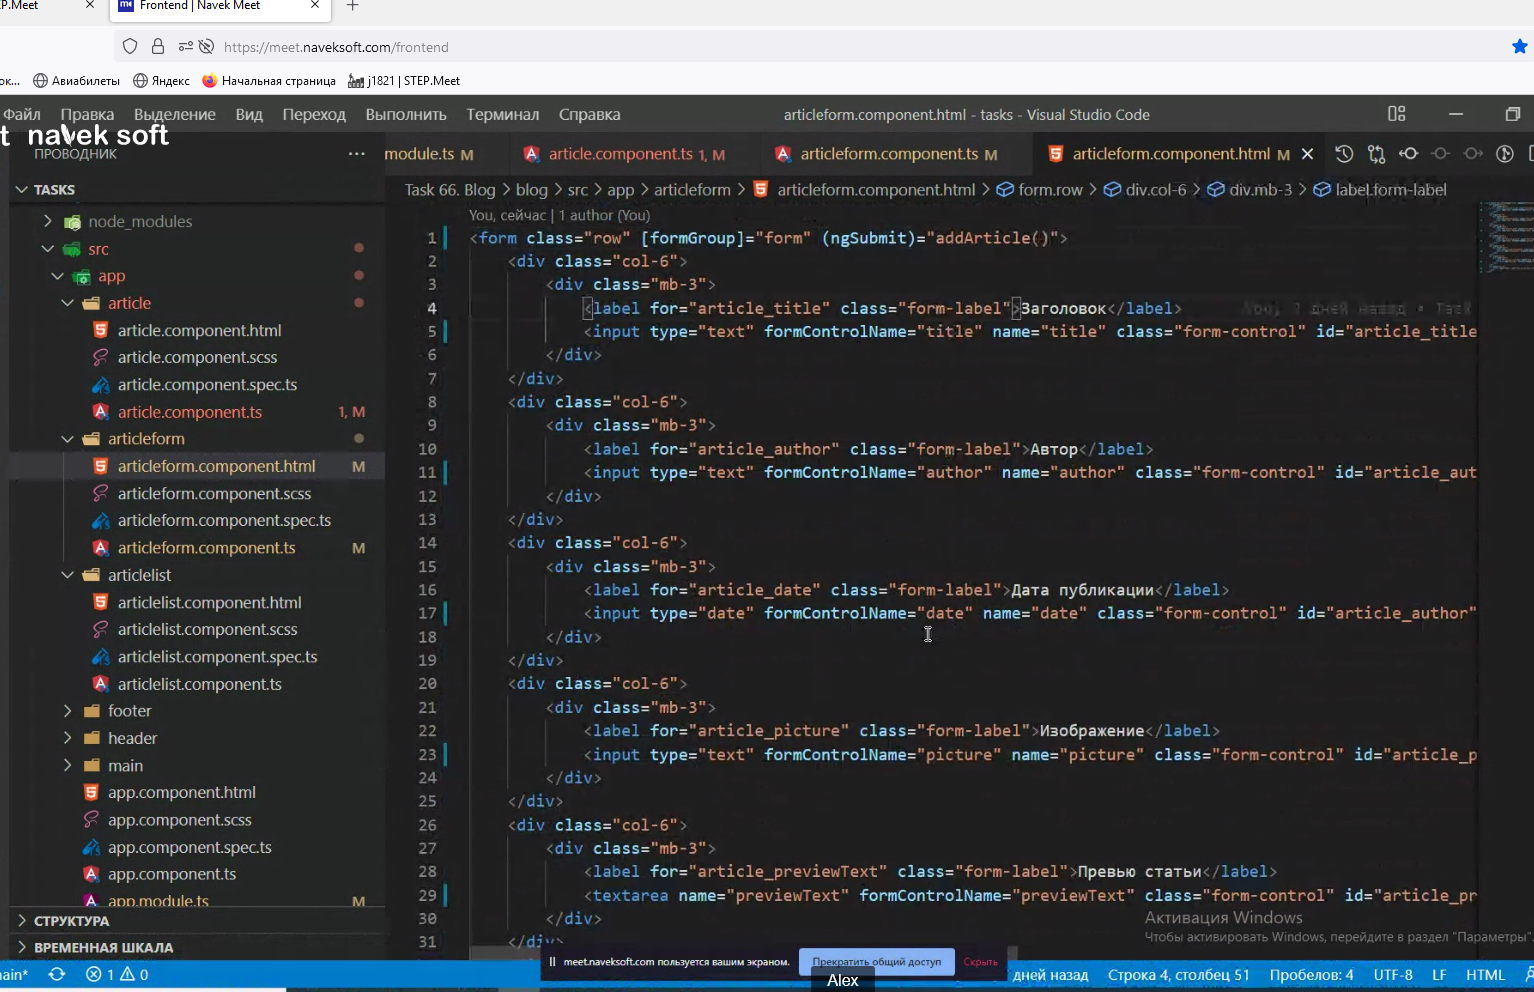 P.Meet
Frontend | Navek Meet
https://meet.naveksoft.com/frontend
ок...
Авиабилеты
Яндекс
Начальная страница
j1821 | STEP.Meet
Файл Правка Выделение Вид Переход Выполнить Терминал Справка
articleform.component.html - tasks - Visual Studio Code
t navek soft
ПРОВОДНИК
module.ts M
article.component.ts 1, M
articleform.component.ts M
articleform.component.html M
TASKS
Task 66. Blog > blog > src > app > articleform > articleform.component.html > form.row > div.col-6 > div.mb-3 > label.form-label
node_modules
src
app
article
article.component.html
article.component.scss
article.component.spec.ts
article.component.ts 1, M
articleform
articleform.component.html M
articleform.component.scss
articleform.component.spec.ts
articleform.component.ts M
articlelist
articlelist.component.html
articlelist.component.scss
articlelist.component.spec.ts
articlelist.component.ts
footer
header
main
app.component.html
app.component.scss
app.component.spec.ts
app.component.ts
app.module.ts M
СТРУКТУРА
ВРЕМЕННАЯ ШКАЛА
You, сейчас | 1 author (You)
1 <form class="row" [formGroup]="form" (ngSubmit)="addArticle()">
2 <div class="col-6">
3 <div class="mb-3">
4 <label for="article_title" class="form-label">Заголовок</label>
5 <input type="text" formControlName="title" name="title" class="form-control" id="article_title
6 </div>
7 </div>
8 <div class="col-6">
9 <div class="mb-3">
10 <label for="article_author" class="form-label">Автор</label>
11 <input type="text" formControlName="author" name="author" class="form-control" id="article_aut
12 </div>
13 </div>
14 <div class="col-6">
15 <div class="mb-3">
16 <label for="article_date" class="form-label">Дата публикации</label>
17 <input type="date" formControlName="date" name="date" class="form-control" id="article_author"
18 </div>
19 </div>
20 <div class="col-6">
21 <div class="mb-3">
22 <label for="article_picture" class="form-label">Изображение</label>
23 <input type="text" formControlName="picture" name="picture" class="form-control" id="article_p
24 </div>
25 </div>
26 <div class="col-6">
27 <div class="mb-3">
28 <label for="article_previewText" class="form-label">Превью статьи</label>
29 <textarea name="previewText" formControlName="previewText" class="form-control" id="article_pr
30 </div>
31 </div>
Активация Windows
Чтобы активировать Windows, перейдите в раздел "Параметры".
meet.naveksoft.com пользуется вашим экраном.
Прекратить общий доступ
Скрыть
Alex
ain* 1 0
дней назад Строка 4, столбец 51 Пробелов: 4 UTF-8 LF HTML